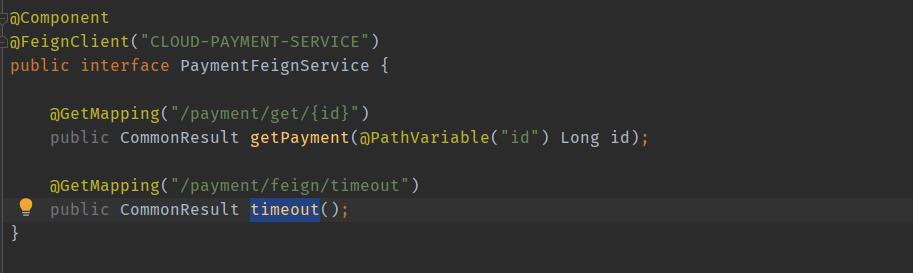 @Component
@FeignClient("CLOUD-PAYMENT-SERVICE")
public interface PaymentFeignService {
@GetMapping("/payment/get/{id}")
public CommonResult getPayment(@PathVariable("id") Long id);
@GetMapping("/payment/feign/timeout")
public CommonResult timeout();
}